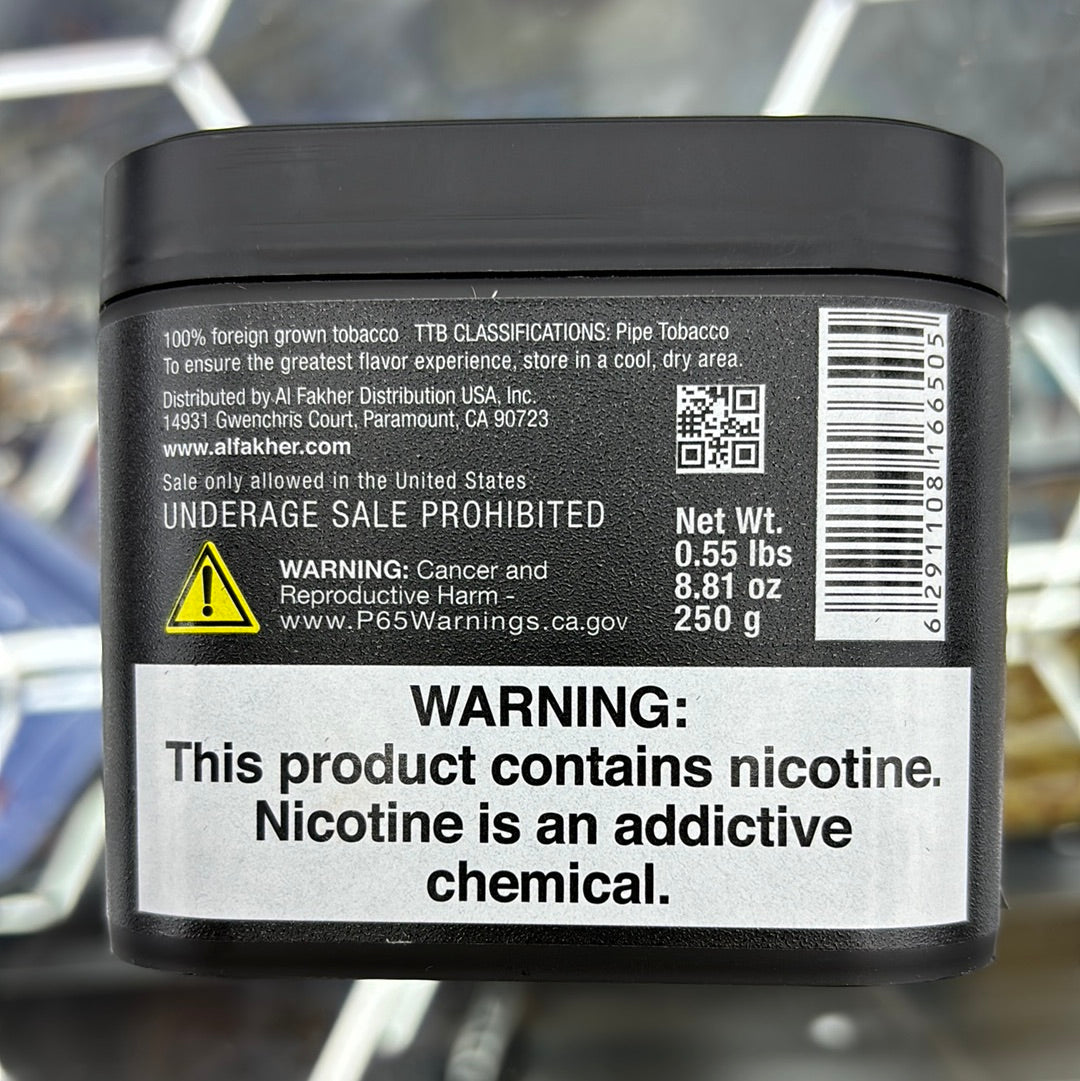 100% foreign grown tobacco TTB CLASSIFICATIONS: Pipe Tobacco
To ensure the greatest flavor experience, store in a cool, dry area.
Distributed by Al Fakher Distribution USA, Inc.
14931 Gwenchris Court, Paramount, CA 90723
www.alfakher.com
Sale only allowed in the United States
UNDERAGE SALE PROHIBITED
WARNING: Cancer and
Reproductive Harm -
www.P65Warnings.ca.gov
Net Wt.
0.55 lbs
8.81 oz
250 g
6 291108 166505
WARNING:
This product contains nicotine.
Nicotine is an addictive
chemical.